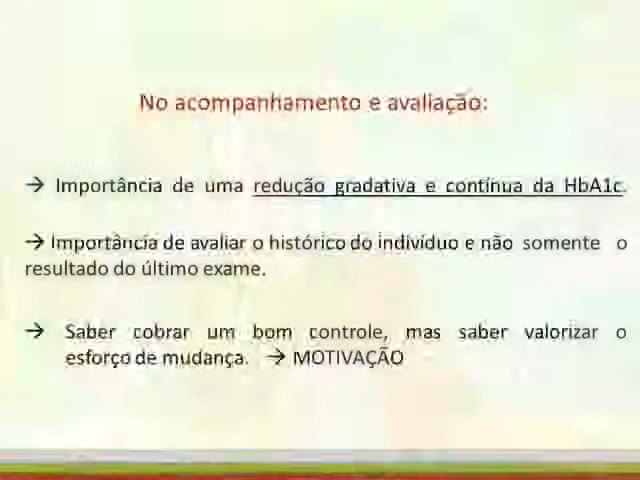 No acompanhamento e avaliação:
→ Importância de uma redução gradativa e contínua da HbA1c.
→ Importância de avaliar o histórico do indivíduo e não somente o
resultado do último exame.
→ Saber cobrar um bom controle, mas saber valorizar o
esforço de mudança. → MOTIVAÇÃO